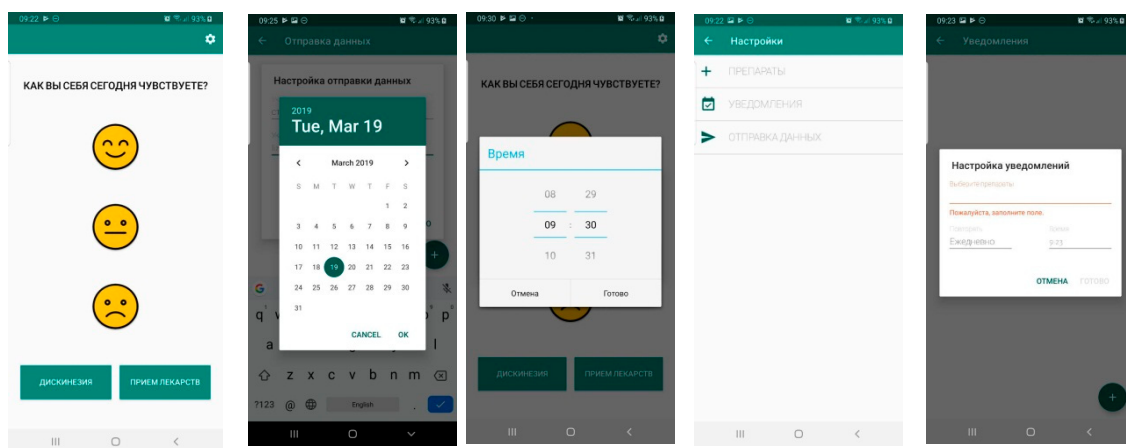 09:22
93%
КАК ВЫ СЕБЯ СЕГОДНЯ ЧУВСТВУЕТЕ?
ДИСКИНЕЗИЯ
ПРИЕМ ЛЕКАРСТВ
09:25
93%
Отправка данных
Настройка отправки данных
2019
Tue, Mar 19
March 2019
S M T W T F S
1 2
3 4 5 6 7 8 9
10 11 12 13 14 15 16
17 18 19 20 21 22 23
24 25 26 27 28 29 30
31
CANCEL OK
G
q p
a l
z x c v b n m
?123 @ English .
09:30
93%
КАК ВЫ СЕБЯ СЕГОДНЯ ЧУВСТВУЕТЕ?
Время
08 29
09 : 30
10 31
Отмена Готово
ДИСКИНЕЗИЯ
ПРИЕМ ЛЕКАРСТВ
09:22
93%
Настройки
ПРЕПАРАТЫ
УВЕДОМЛЕНИЯ
ОТПРАВКА ДАННЫХ
09:23
93%
Уведомления
Настройка уведомлений
Выберите препараты
Пожалуйста, заполните поле.
Повторять
Ежедневно
9:23
ОТМЕНА ГОТОВО